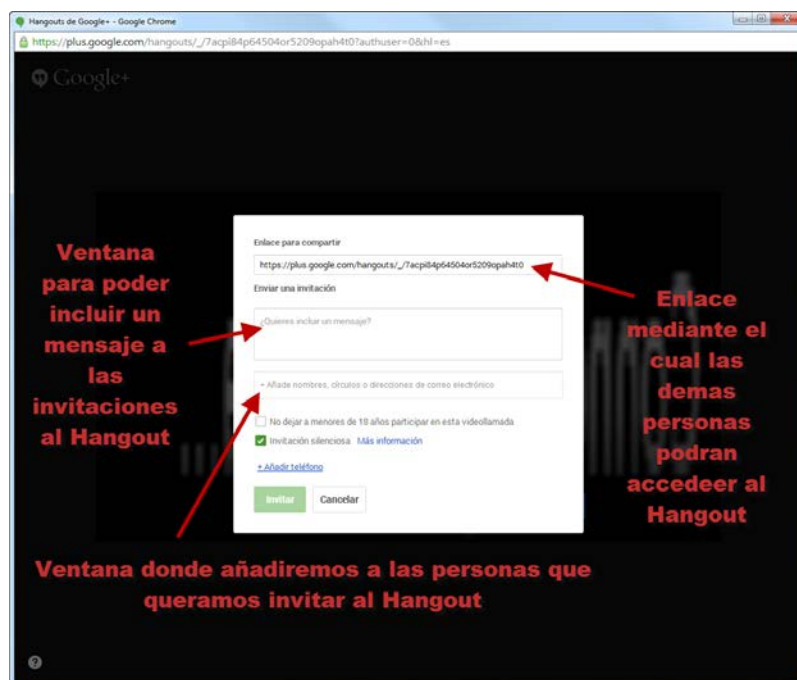 Hangouts de Google+ - Google Chrome
https://plus.google.com/hangouts/_/7acpi84p64504or5209opah4t0?authuser=0&hl=es
Google+
Enlace para compartir
https://plus.google.com/hangouts/_/7acpi84p64504or5209opah4t0
Enviar una invitación
¿Quieres incluir un mensaje?
+ Añade nombres, círculos o direcciones de correo electrónico
No dejar a menores de 18 años participar en esta videollamada
Invitación silenciosa Más información
+ Añadir teléfono
Invitar Cancelar
Ventana
para poder
incluir un
mensaje a
las
invitaciones
al Hangout
Enlace
mediante el
cual las
demas
personas
podran
accedeer al
Hangout
Ventana donde añadiremos a las personas que
queramos invitar al Hangout
?